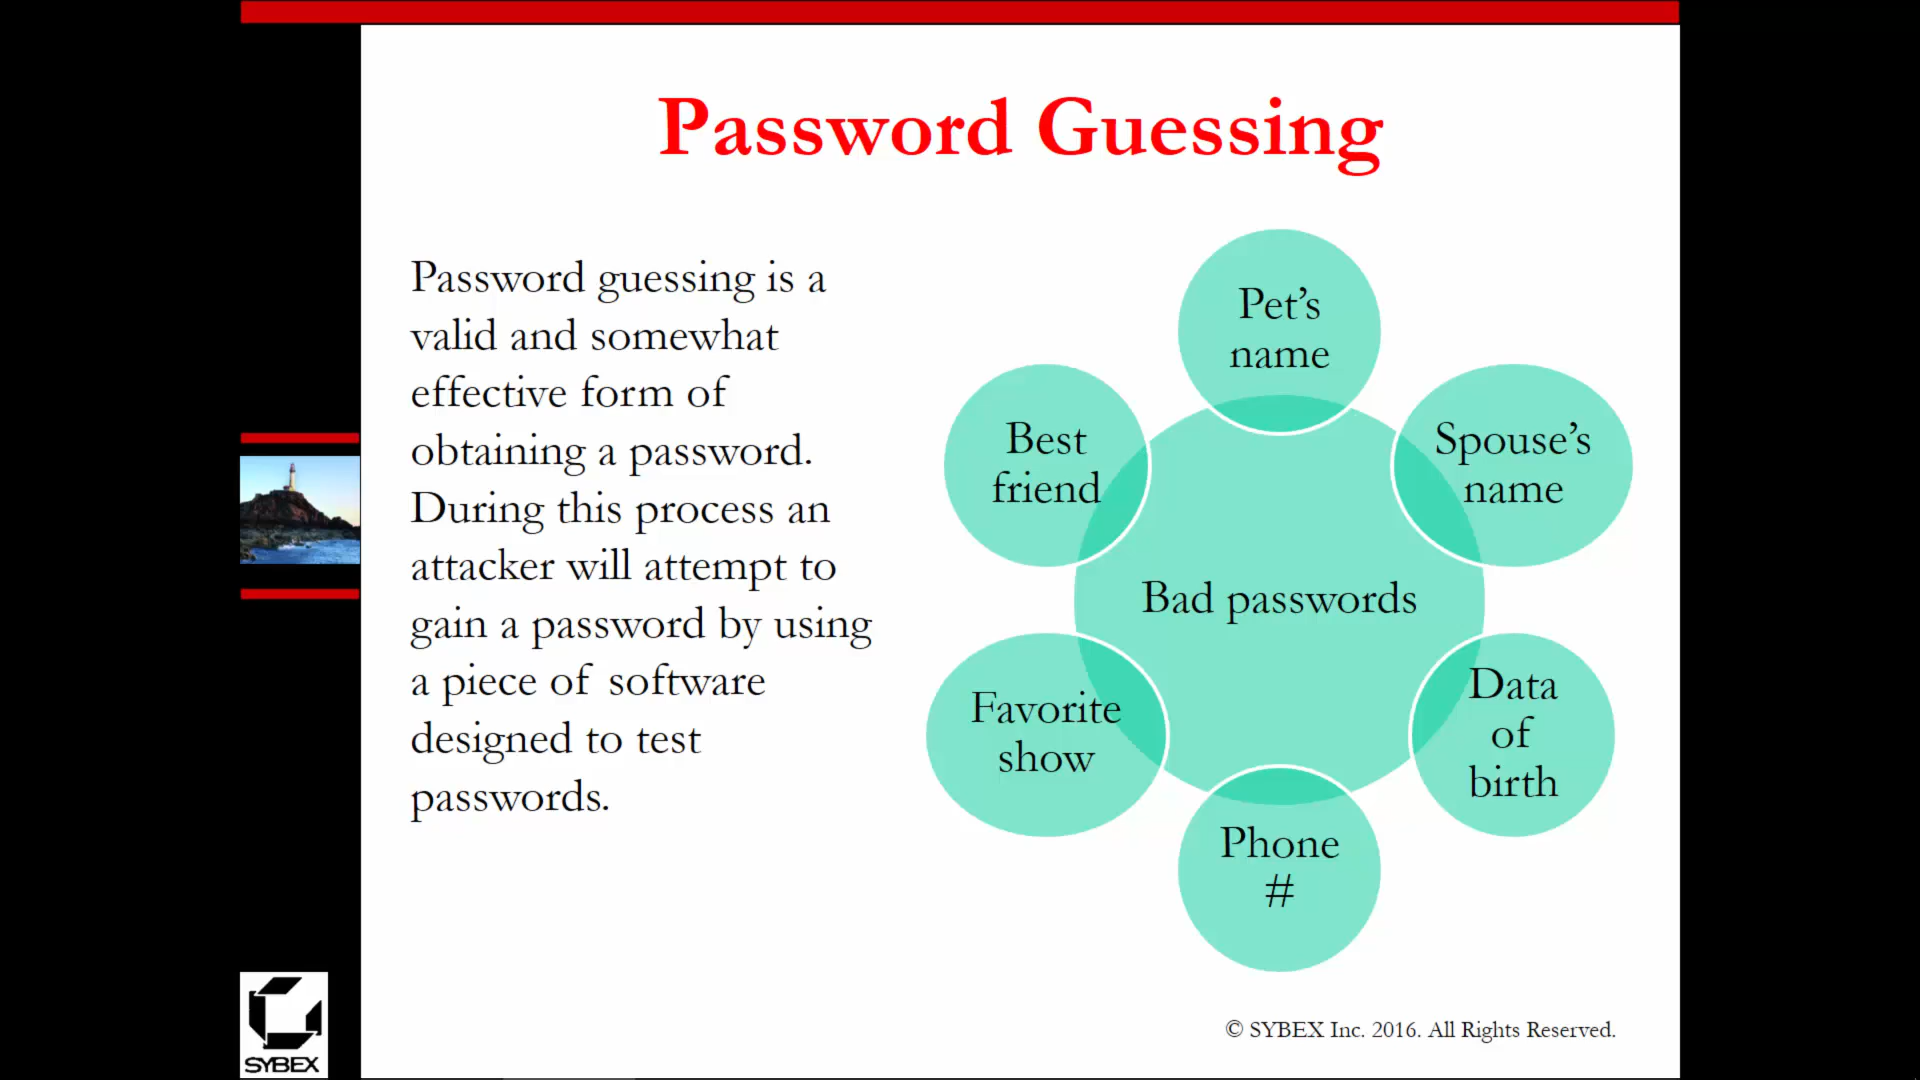 Password Guessing
Password guessing is a
valid and somewhat
effective form of
obtaining a password.
During this process an
attacker will attempt to
gain a password by using
a piece of software
designed to test
passwords.
Pet’s
name
Spouse’s
name
Data
of
birth
Phone
#
Favorite
show
Best
friend
Bad passwords
© SYBEX Inc. 2016. All Rights Reserved.
SYBEX